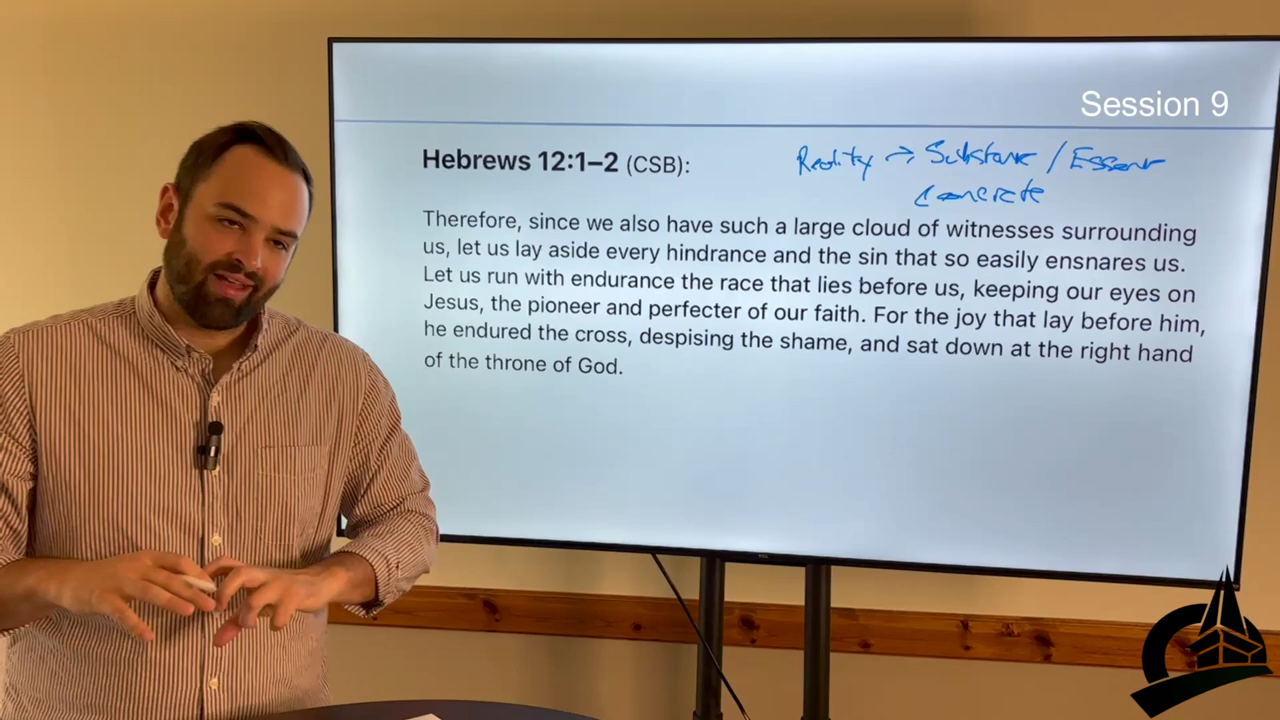 Session 9
Hebrews 12:1–2 (CSB):
Reality → Substance / Essence
Concrete
Therefore, since we also have such a large cloud of witnesses surrounding
us, let us lay aside every hindrance and the sin that so easily ensnares us.
Let us run with endurance the race that lies before us, keeping our eyes on
Jesus, the pioneer and perfecter of our faith. For the joy that lay before him,
he endured the cross, despising the shame, and sat down at the right hand
of the throne of God.